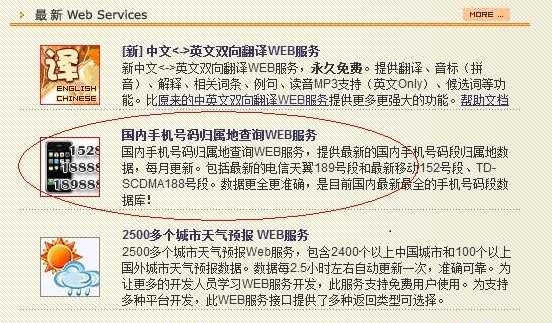 最新 Web Services
MORE ...
译
ENGLISH
CHINESE
[新] 中文<->英文双向翻译WEB服务
新中文<->英文双向翻译WEB服务，永久免费。提供翻译、音标（拼
音）、解释、相关词条、例句、读音MP3支持（英文Only）、候选词等功
能。比原来的中英文双向翻译WEB服务提供更多更强大的功能。帮助文档
1528
18888
189888
国内手机号码归属地查询WEB服务
国内手机号码归属地查询WEB服务，提供最新的国内手机号码段归属地数
据，每月更新。包括最新的电信天翼189号段和最新移动152号段、TD-
SCDMA188号段。数据更全更准确，是目前国内最新最全的手机号码段数
据库！
2500多个城市天气预报 WEB服务
2500多个城市天气预报Web服务，包含2400个以上中国城市和100个以上
国外城市天气预报数据。数据每2.5小时左右自动更新一次，准确可靠。为
让更多的开发人员学习WEB服务开发，此服务支持免费用户使用。为支持
多种平台开发，此WEB服务接口提供了多种返回类型可选择。